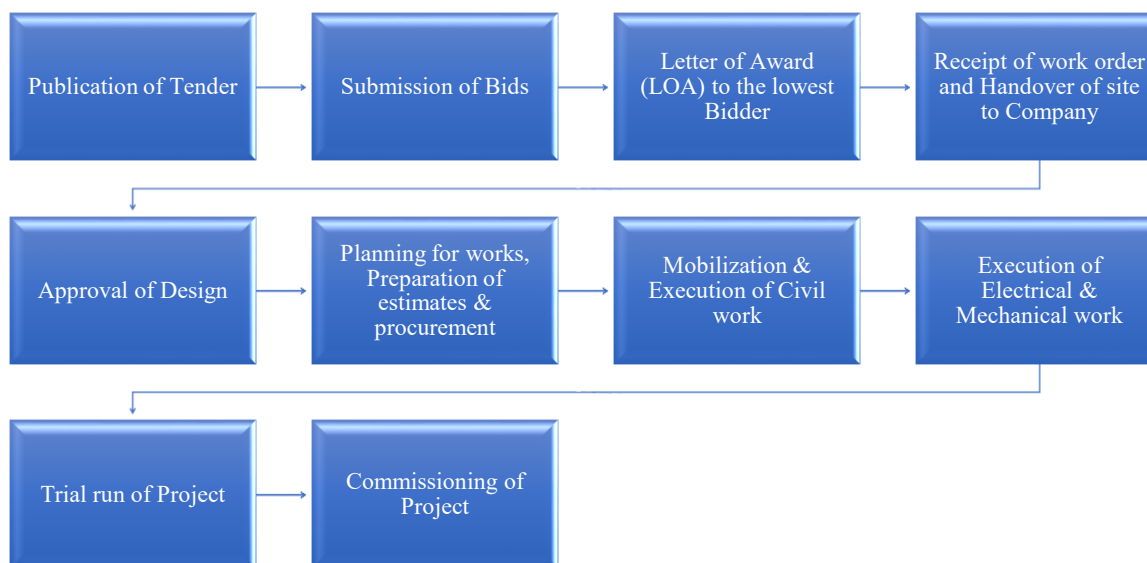 Publication of Tender
Submission of Bids
Letter of Award
(LOA) to the lowest
Bidder
Receipt of work order
and Handover of site
to Company
Approval of Design
Planning for works,
Preparation of
estimates &
procurement
Mobilization &
Execution of Civil
work
Execution of
Electrical &
Mechanical work
Trial run of Project
Commissioning of
Project